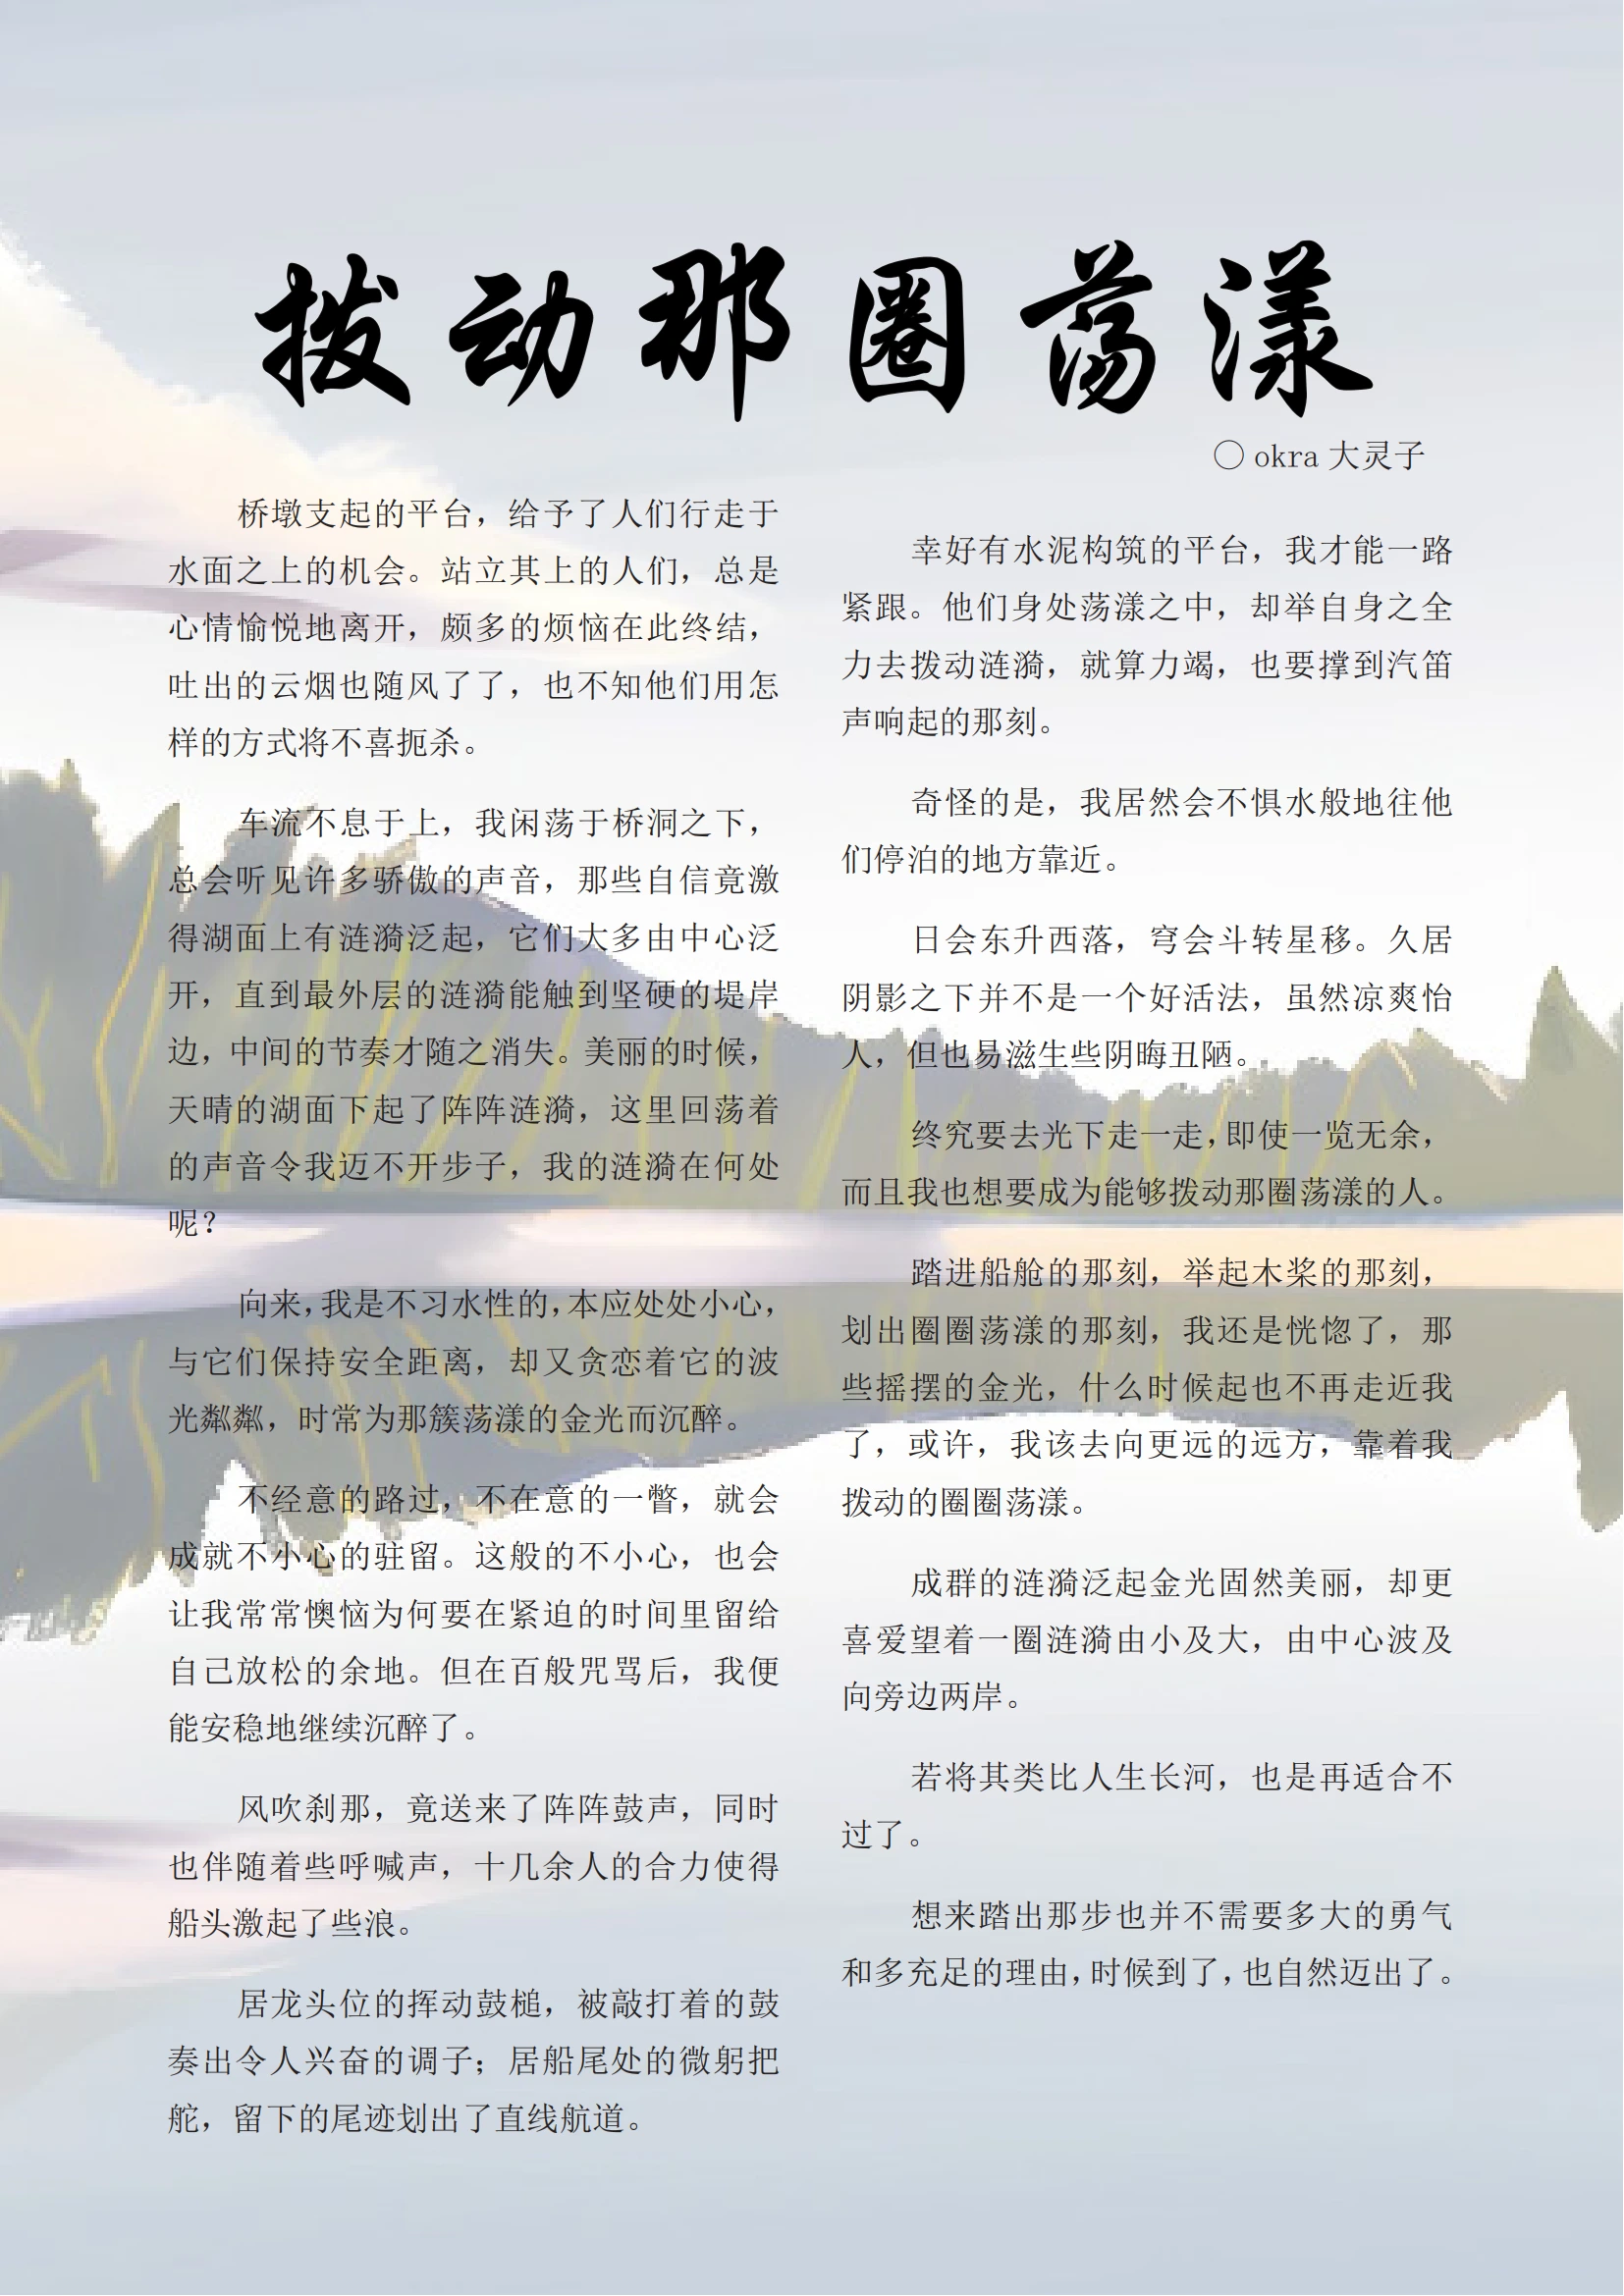 拨动那圈荡漾
〇 okra 大灵子
桥墩支起的平台，给予了人们行走于
水面之上的机会。站立其上的人们，总是
心情愉悦地离开，颇多的烦恼在此终结，
吐出的云烟也随风了了，也不知他们用怎
样的方式将不喜扼杀。
车流不息于上，我闲荡于桥洞之下，
总会听见许多骄傲的声音，那些自信竟激
得湖面上有涟漪泛起，它们大多由中心泛
开，直到最外层的涟漪能触到坚硬的堤岸
边，中间的节奏才随之消失。美丽的时候，
天晴的湖面下起了阵阵涟漪，这里回荡着
的声音令我迈不开步子，我的涟漪在何处
呢？
向来，我是不习水性的，本应处处小心，
与它们保持安全距离，却又贪恋着它的波
光粼粼，时常为那簇荡漾的金光而沉醉。
不经意的路过，不在意的一瞥，就会
成就不小心的驻留。这般的不小心，也会
让我常常懊恼为何要在紧迫的时间里留给
自己放松的余地。但在百般咒骂后，我便
能安稳地继续沉醉了。
风吹刹那，竟送来了阵阵鼓声，同时
也伴随着些呼喊声，十几余人的合力使得
船头激起了些浪。
居龙头位的挥动鼓槌，被敲打着的鼓
奏出令人兴奋的调子；居船尾处的微躬把
舵，留下的尾迹划出了直线航道。
幸好有水泥构筑的平台，我才能一路
紧跟。他们身处荡漾之中，却举自身之全
力去拨动涟漪，就算力竭，也要撑到汽笛
声响起的那刻。
奇怪的是，我居然会不惧水般地往他
们停泊的地方靠近。
日会东升西落，穹会斗转星移。久居
阴影之下并不是一个好活法，虽然凉爽怡
人，但也易滋生些阴晦丑陋。
终究要去光下走一走，即使一览无余，
而且我也想要成为能够拨动那圈荡漾的人。
踏进船舱的那刻，举起木桨的那刻，
划出圈圈荡漾的那刻，我还是恍惚了，那
些摇摆的金光，什么时候起也不再走近我
了，或许，我该去向更远的远方，靠着我
拨动的圈圈荡漾。
成群的涟漪泛起金光固然美丽，却更
喜爱望着一圈涟漪由小及大，由中心波及
向旁边两岸。
若将其类比人生长河，也是再适合不
过了。
想来踏出那步也并不需要多大的勇气
和多充足的理由，时候到了，也自然迈出了。